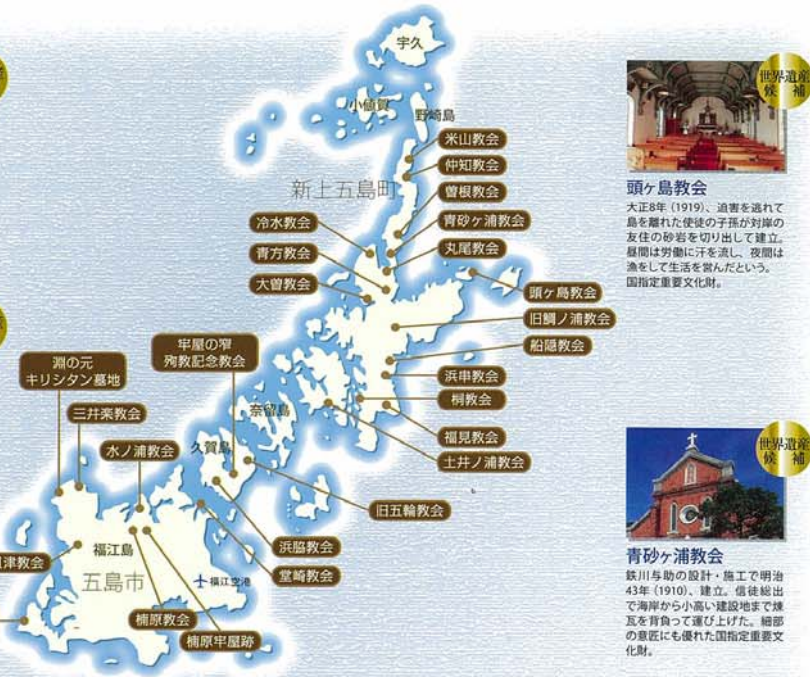 宇久
小値賀
野崎島
米山教会
仲知教会
新上五島町
曽根教会
冷水教会
青砂ヶ浦教会
青方教会
丸尾教会
大曽教会
頭ヶ島教会
旧鯛ノ浦教会
牢屋の窄
殉教記念教会
船隠教会
淵の元
キリシタン墓地
浜串教会
桐教会
三井楽教会
奈留島
福見教会
水ノ浦教会
久賀島
土井ノ浦教会
旧五輪教会
浜脇教会
津教会
福江島
堂崎教会
五島市
福江空港
楠原教会
楠原牢屋跡
世界遺産
候補
頭ヶ島教会
大正8年(1919)、迫害を逃れて
島を離れた使徒の子孫が対岸の
友住の砂岩を切り出して建立。
昼間は労働に汗を流し、夜間は
漁をして生活を営んだという。
国指定重要文化財。
世界遺産
候補
青砂ヶ浦教会
鉄川与助の設計・施工で明治
43年(1910)、建立。信徒総出
で海岸から小高い建設地まで煉
瓦を背負って運び上げた。細部
の意匠にも優れた国指定重要文
化財。